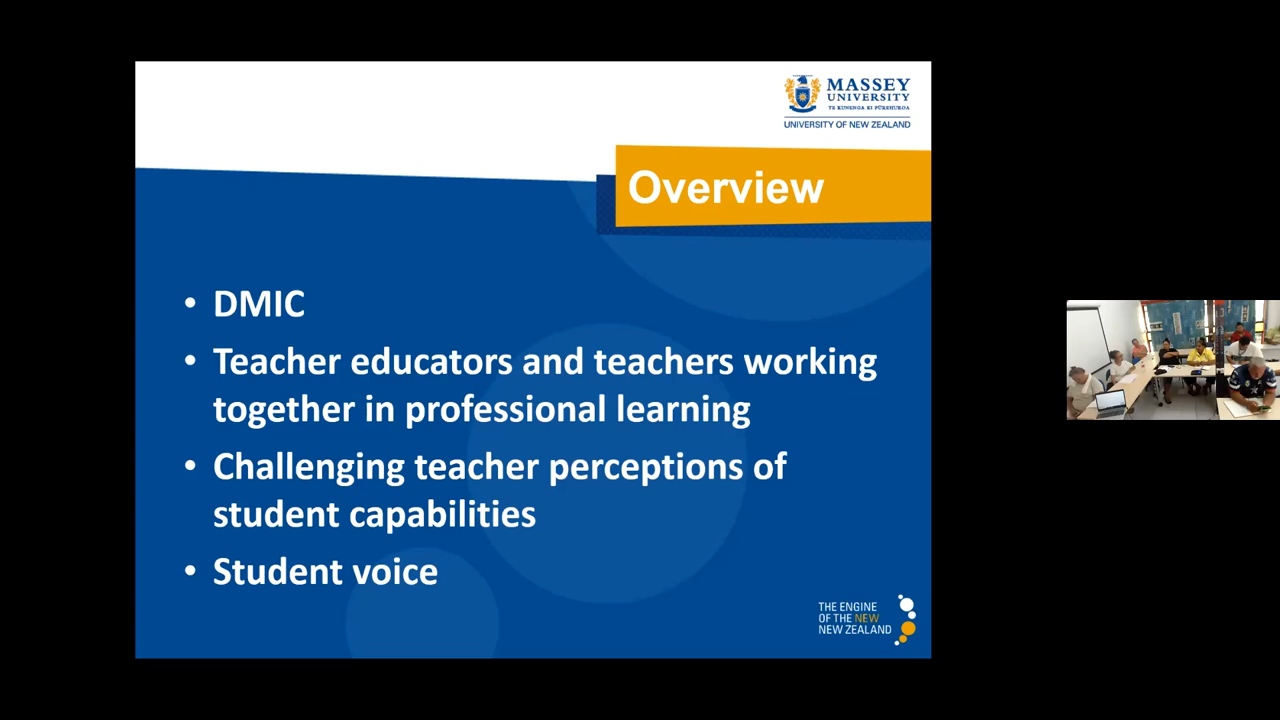 MASSEY
UNIVERSITY
TE KUNENGA KI PŪREHUROA
UNIVERSITY OF NEW ZEALAND
Overview
• DMIC
• Teacher educators and teachers working
together in professional learning
• Challenging teacher perceptions of
student capabilities
• Student voice
THE ENGINE
OF THE NEW
NEW ZEALAND